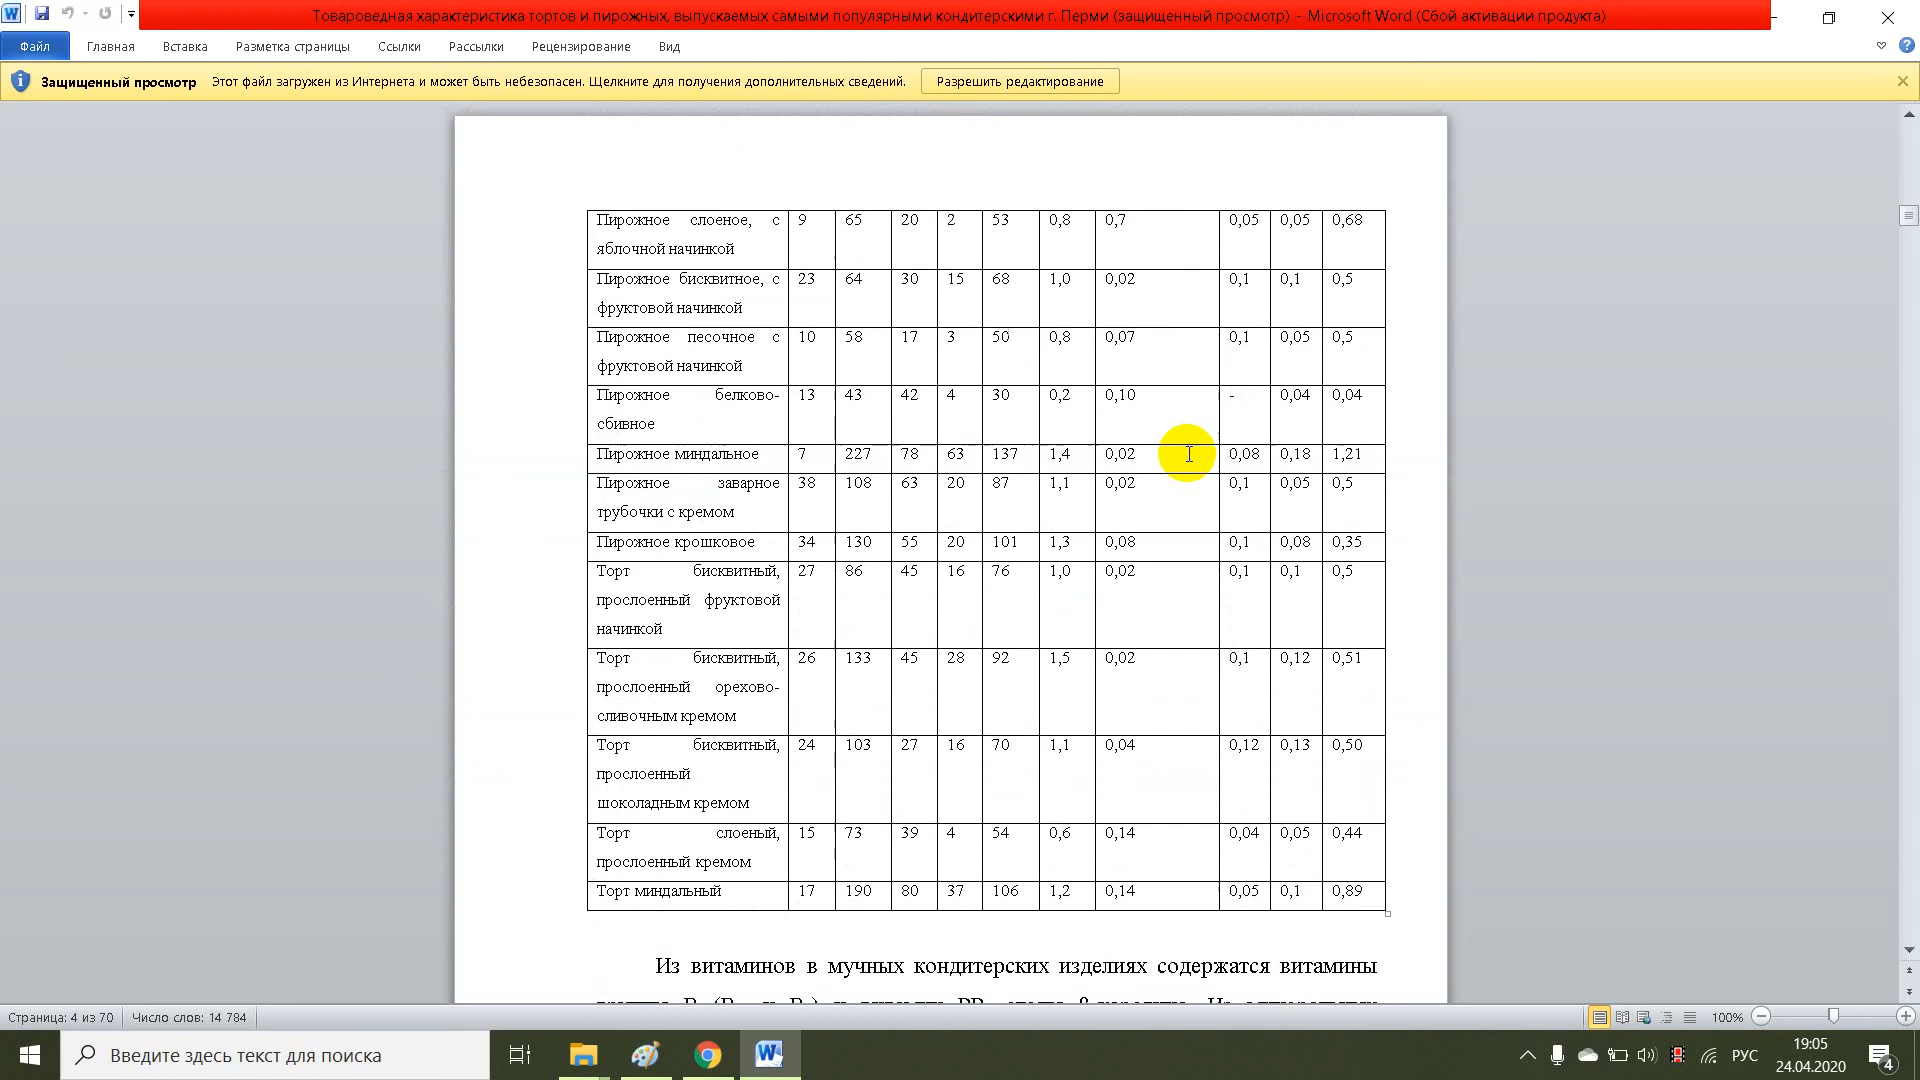 Товароведная характеристика тортов и пирожных, выпускаемых самыми популярными кондитерскими г. Перми (защищенный просмотр) - Microsoft Word (Сбой активации продукта)
Файл Главная Вставка Разметка страницы Ссылки Рассылки Рецензирование Вид
Защищенный просмотр Этот файл загружен из Интернета и может быть небезопасен. Щелкните для получения дополнительных сведений. Разрешить редактирование
Пирожное слоеное, с 9 65 20 2 53 0,8 0,7 0,05 0,05 0,68
яблочной начинкой
Пирожное бисквитное, с 23 64 30 15 68 1,0 0,02 0,1 0,1 0,5
фруктовой начинкой
Пирожное песочное с 10 58 17 3 50 0,8 0,07 0,1 0,05 0,5
фруктовой начинкой
Пирожное белково- 13 43 42 4 30 0,2 0,10 - 0,04 0,04
сбивное
Пирожное миндальное 7 227 78 63 137 1,4 0,02 0,08 0,18 1,21
Пирожное заварное 38 108 63 20 87 1,1 0,02 0,1 0,05 0,5
трубочки с кремом
Пирожное крошковое 34 130 55 20 101 1,3 0,08 0,1 0,08 0,35
Торт бисквитный, 27 86 45 16 76 1,0 0,02 0,1 0,1 0,5
прослоенный фруктовой
начинкой
Торт бисквитный, 26 133 45 28 92 1,5 0,02 0,1 0,12 0,51
прослоенный орехово-
сливочным кремом
Торт бисквитный, 24 103 27 16 70 1,1 0,04 0,12 0,13 0,50
прослоенный
шоколадным кремом
Торт слоеный, 15 73 39 4 54 0,6 0,14 0,04 0,05 0,44
прослоенный кремом
Торт миндальный 17 190 80 37 106 1,2 0,14 0,05 0,1 0,89
Из витаминов в мучных кондитерских изделиях содержатся витамины
Страница: 4 из 70 Число слов: 14 784 100%
Введите здесь текст для поиска РУС 19:05
24.04.2020 4